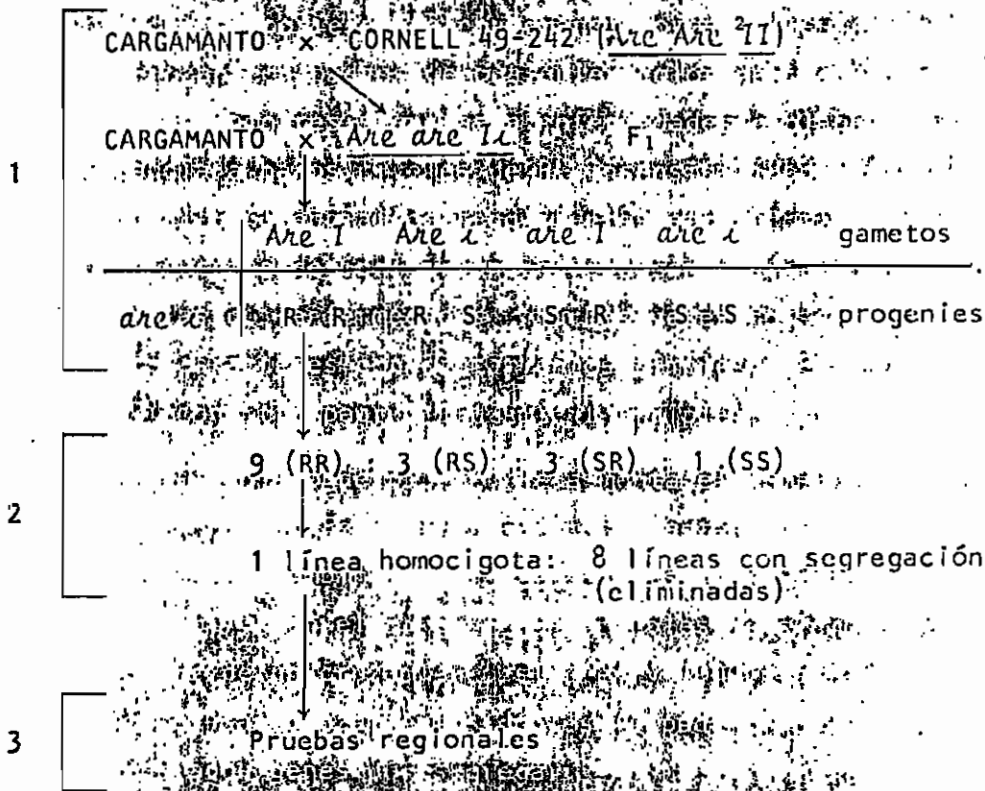 CARGAMANTO x CORNELL 49-242 (Are Are ²II)
CARGAMANTO x Are are Ii F₁
1
Are I Are i are I are i gametos
are i R R R S S R S S progenies
9 (RR) : 3 (RS) : 3 (SR) : 1 (SS)
2
1 línea homocigota: 8 líneas con segregación
(eliminadas)
3
Pruebas regionales